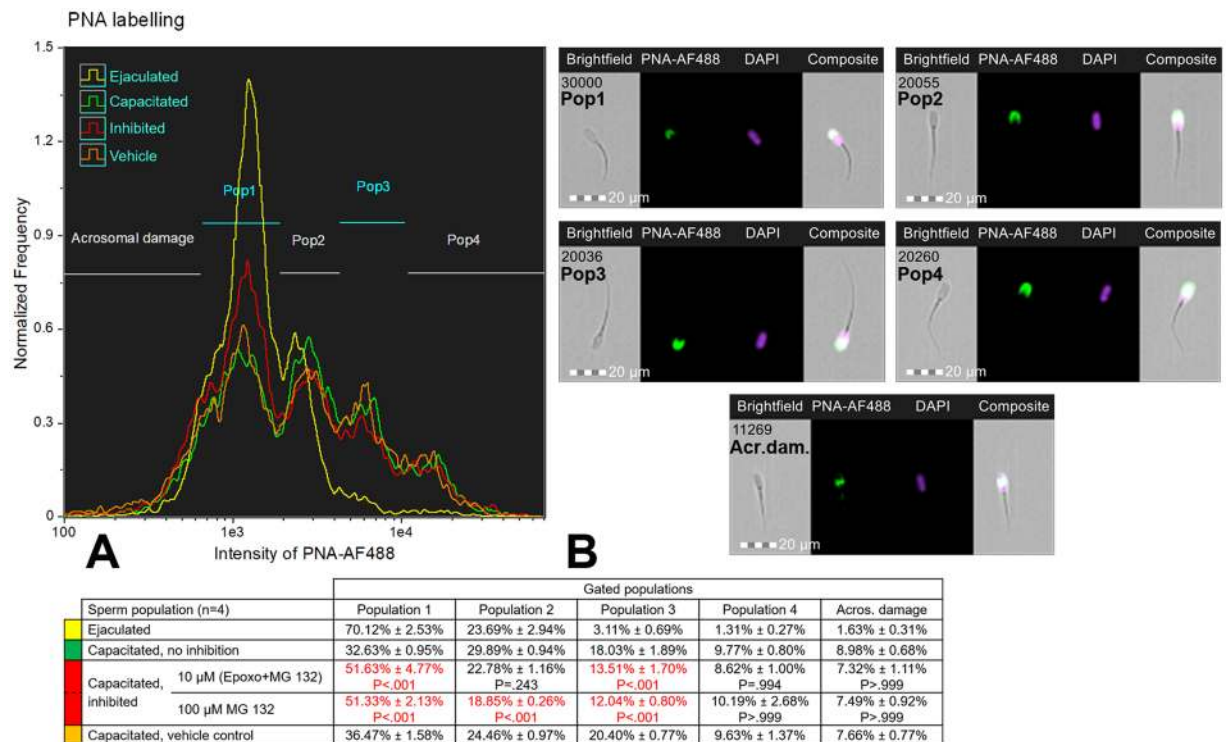 PNA labelling
1.5
1.2
0.9
0.6
0.3
0
Normalized Frequency
Ejaculated
Capacitated
Inhibited
Vehicle
Pop1
Pop3
Acrosomal damage
Pop2
Pop4
100
1e3
1e4
Intensity of PNA-AF488
A
Brightfield PNA-AF488 DAPI Composite
30000
Pop1
20 µm
Brightfield PNA-AF488 DAPI Composite
20055
Pop2
20 µm
Brightfield PNA-AF488 DAPI Composite
20036
Pop3
20 µm
Brightfield PNA-AF488 DAPI Composite
20260
Pop4
20 µm
Brightfield PNA-AF488 DAPI Composite
11269
Acr.dam.
20 µm
B
Gated populations
Sperm population (n=4) Population 1 Population 2 Population 3 Population 4 Acros. damage
Ejaculated 70.12% ± 2.53% 23.69% ± 2.94% 3.11% ± 0.69% 1.31% ± 0.27% 1.63% ± 0.31%
Capacitated, no inhibition 32.63% ± 0.95% 29.89% ± 0.94% 18.03% ± 1.89% 9.77% ± 0.80% 8.98% ± 0.68%
Capacitated, inhibited
10 µM (Epoxo+MG 132) 51.63% ± 4.77% 22.78% ± 1.16% 13.51% ± 1.70% 8.62% ± 1.00% 7.32% ± 1.11%
P<.001 P=.243 P<.001 P=.994 P>.999
100 µM MG 132 51.33% ± 2.13% 18.85% ± 0.26% 12.04% ± 0.80% 10.19% ± 2.68% 7.49% ± 0.92%
P<.001 P<.001 P<.001 P>.999 P>.999
Capacitated, vehicle control 36.47% ± 1.58% 24.46% ± 0.97% 20.40% ± 0.77% 9.63% ± 1.37% 7.66% ± 0.77%